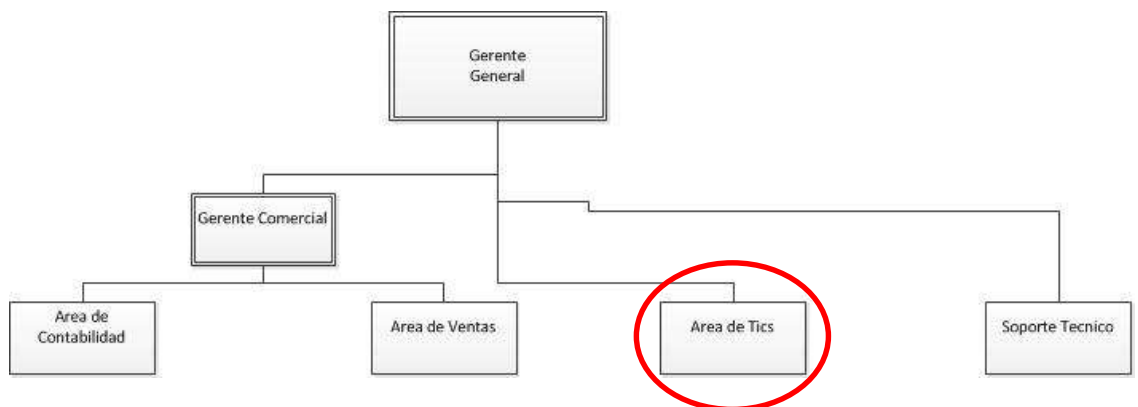 Gerente
General
Gerente Comercial
Area de
Contabilidad
Area de Ventas
Area de Tics
Soporte Tecnico